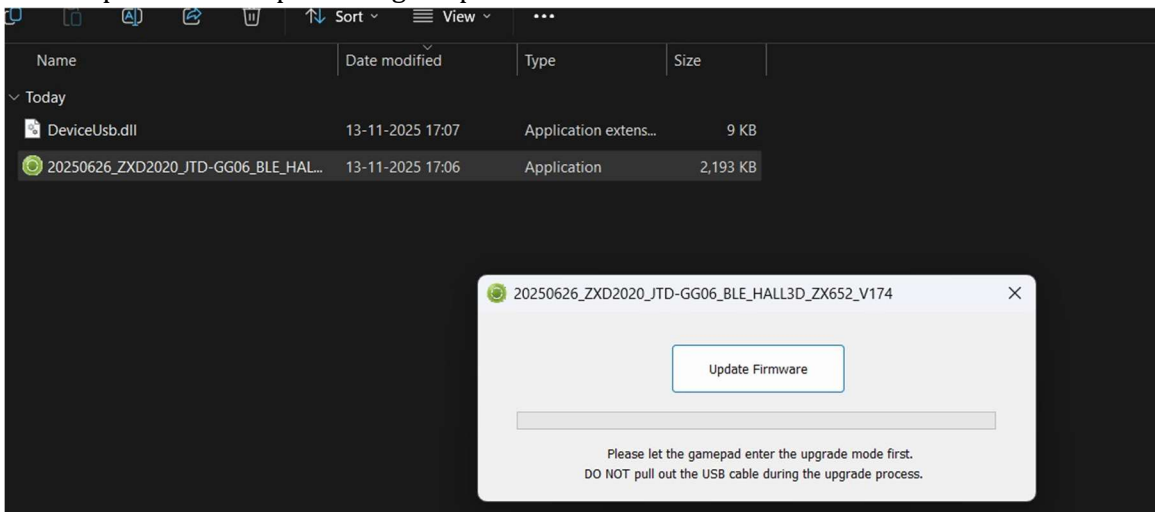 Sort View ...
Name Date modified Type Size
Today
DeviceUsb.dll 13-11-2025 17:07 Application extens... 9 KB
20250626_ZXD2020_JTD-GG06_BLE_HAL... 13-11-2025 17:06 Application 2,193 KB
20250626_ZXD2020_JTD-GG06_BLE_HALL3D_ZX652_V174
Update Firmware
Please let the gamepad enter the upgrade mode first.
DO NOT pull out the USB cable during the upgrade process.